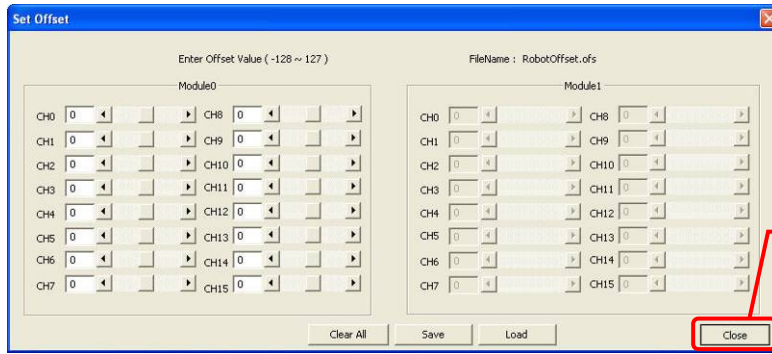 Set Offset
Enter Offset Value ( -128 ~ 127 )
FileName : RobotOffset.ofs
Module0
Module1
CH0 0 CH8 0
CH1 0 CH9 0
CH2 0 CH10 0
CH3 0 CH11 0
CH4 0 CH12 0
CH5 0 CH13 0
CH6 0 CH14 0
CH7 0 CH15 0
CH0 0 CH8 0
CH1 0 CH9 0
CH2 0 CH10 0
CH3 0 CH11 0
CH4 0 CH12 0
CH5 0 CH13 0
CH6 0 CH14 0
CH7 0 CH15 0
Clear All
Save
Load
Close